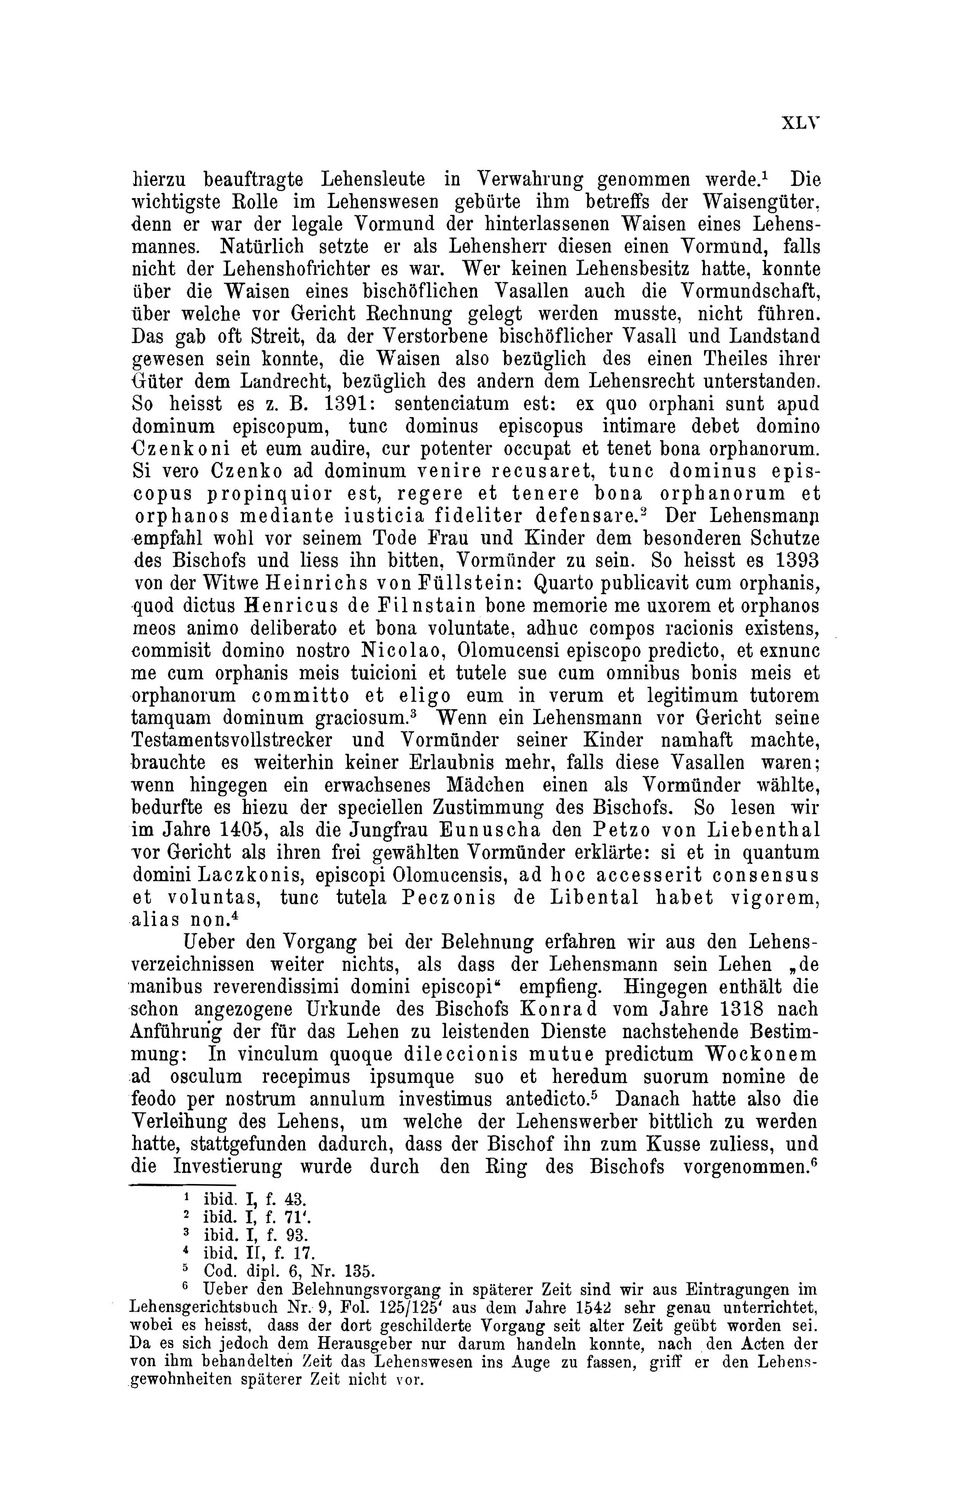 XLV
hierzu beauftragte Lehensleute in Verwahrung genommen werde.¹ Die
wichtigste Rolle im Lehenswesen gebürte ihm betreffs der Waisengüter,
denn er war der legale Vormund der hinterlassenen Waisen eines Lehens-
mannes. Natürlich setzte er als Lehensherr diesen einen Vormund, falls
nicht der Lehenshofrichter es war. Wer keinen Lehensbesitz hatte, konnte
über die Waisen eines bischöflichen Vasallen auch die Vormundschaft,
über welche vor Gericht Rechnung gelegt werden musste, nicht führen.
Das gab oft Streit, da der Verstorbene bischöflicher Vasall und Landstand
gewesen sein konnte, die Waisen also bezüglich des einen Theiles ihrer
Güter dem Landrecht, bezüglich des andern dem Lehensrecht unterstanden.
So heisst es z. B. 1391: sentenciatum est: ex quo orphani sunt apud
dominum episcopum, tunc dominus episcopus intimare debet domino
Czenkoni et eum audire, cur potenter occupat et tenet bona orphanorum.
Si vero Czenko ad dominum venire recusaret, tunc dominus epis-
copus propinquior est, regere et tenere bona orphanorum et
orphanos mediante iusticia fideliter defensare.² Der Lehensmann
empfahl wohl vor seinem Tode Frau und Kinder dem besonderen Schutze
des Bischofs und liess ihn bitten, Vormünder zu sein. So heisst es 1393
von der Witwe Heinrichs von Füllstein: Quarto publicavit cum orphanis,
quod dictus Henricus de Filnstain bone memorie me uxorem et orphanos
meos animo deliberato et bona voluntate, adhuc compos racionis existens,
commisit domino nostro Nicolao, Olomucensi episcopo predicto, et exnunc
me cum orphanis meis tuicioni et tutele sue cum omnibus bonis meis et
orphanorum committo et eligo eum in verum et legitimum tutorem
tamquam dominum graciosum.³ Wenn ein Lehensmann vor Gericht seine
Testamentsvollstrecker und Vormünder seiner Kinder namhaft machte,
brauchte es weiterhin keiner Erlaubnis mehr, falls diese Vasallen waren;
wenn hingegen ein erwachsenes Mädchen einen als Vormünder wählte,
bedurfte es hiezu der speciellen Zustimmung des Bischofs. So lesen wir
im Jahre 1405, als die Jungfrau Eunuscha den Petzo von Liebenthal
vor Gericht als ihren frei gewählten Vormünder erklärte: si et in quantum
domini Laczkonis, episcopi Olomucensis, ad hoc accesserit consensus
et voluntas, tunc tutela Peczonis de Libental habet vigorem,
alias non.⁴
Ueber den Vorgang bei der Belehnung erfahren wir aus den Lehens-
verzeichnissen weiter nichts, als dass der Lehensmann sein Lehen „de
manibus reverendissimi domini episcopi“ empfieng. Hingegen enthält die
schon angezogene Urkunde des Bischofs Konrad vom Jahre 1318 nach
Anführung der für das Lehen zu leistenden Dienste nachstehende Bestim-
mung: In vinculum quoque dileccionis mutue predictum Wockonem
ad osculum recepimus ipsumque suo et heredum suorum nomine de
feodo per nostrum annulum investimus antedicto.⁵ Danach hatte also die
Verleihung des Lehens, um welche der Lehenswerber bittlich zu werden
hatte, stattgefunden dadurch, dass der Bischof ihn zum Kusse zuliess, und
die Investierung wurde durch den Ring des Bischofs vorgenommen.⁶
¹ ibid. I, f. 43.
² ibid. I, f. 71'.
³ ibid. I, f. 93.
⁴ ibid. II, f. 17.
⁵ Cod. dipl. 6, Nr. 135.
⁶ Ueber den Belehnungsvorgang in späterer Zeit sind wir aus Eintragungen im
Lehensgerichtsbuch Nr. 9, Fol. 125/125' aus dem Jahre 1542 sehr genau unterrichtet,
wobei es heisst, dass der dort geschilderte Vorgang seit alter Zeit geübt worden sei.
Da es sich jedoch dem Herausgeber nur darum handeln konnte, nach den Acten der
von ihm behandelten Zeit das Lehenswesen ins Auge zu fassen, griff er den Lehens-
gewohnheiten späterer Zeit nicht vor.